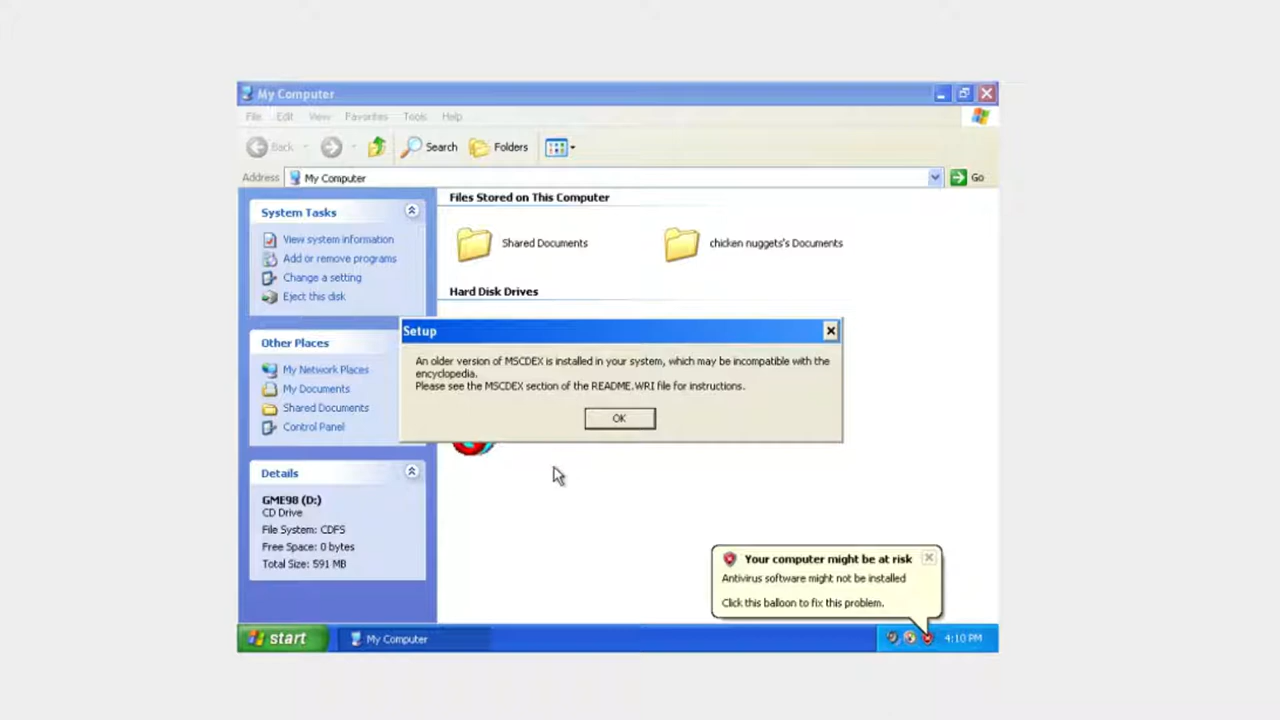 My Computer
File Edit View Favorites Tools Help
Back Search Folders
Address My Computer Go
Files Stored on This Computer
System Tasks
View system information
Add or remove programs
Change a setting
Eject this disk
Shared Documents
chicken nuggets's Documents
Hard Disk Drives
Other Places
My Network Places
My Documents
Shared Documents
Control Panel
Setup
An older version of MSCDEX is installed in your system, which may be incompatible with the
encyclopedia.
Please see the MSCDEX section of the README.WRI file for instructions.
OK
Details
GME98 (D:)
CD Drive
File System: CDFS
Free Space: 0 bytes
Total Size: 591 MB
Your computer might be at risk
Antivirus software might not be installed
Click this balloon to fix this problem.
start My Computer 4:10 PM